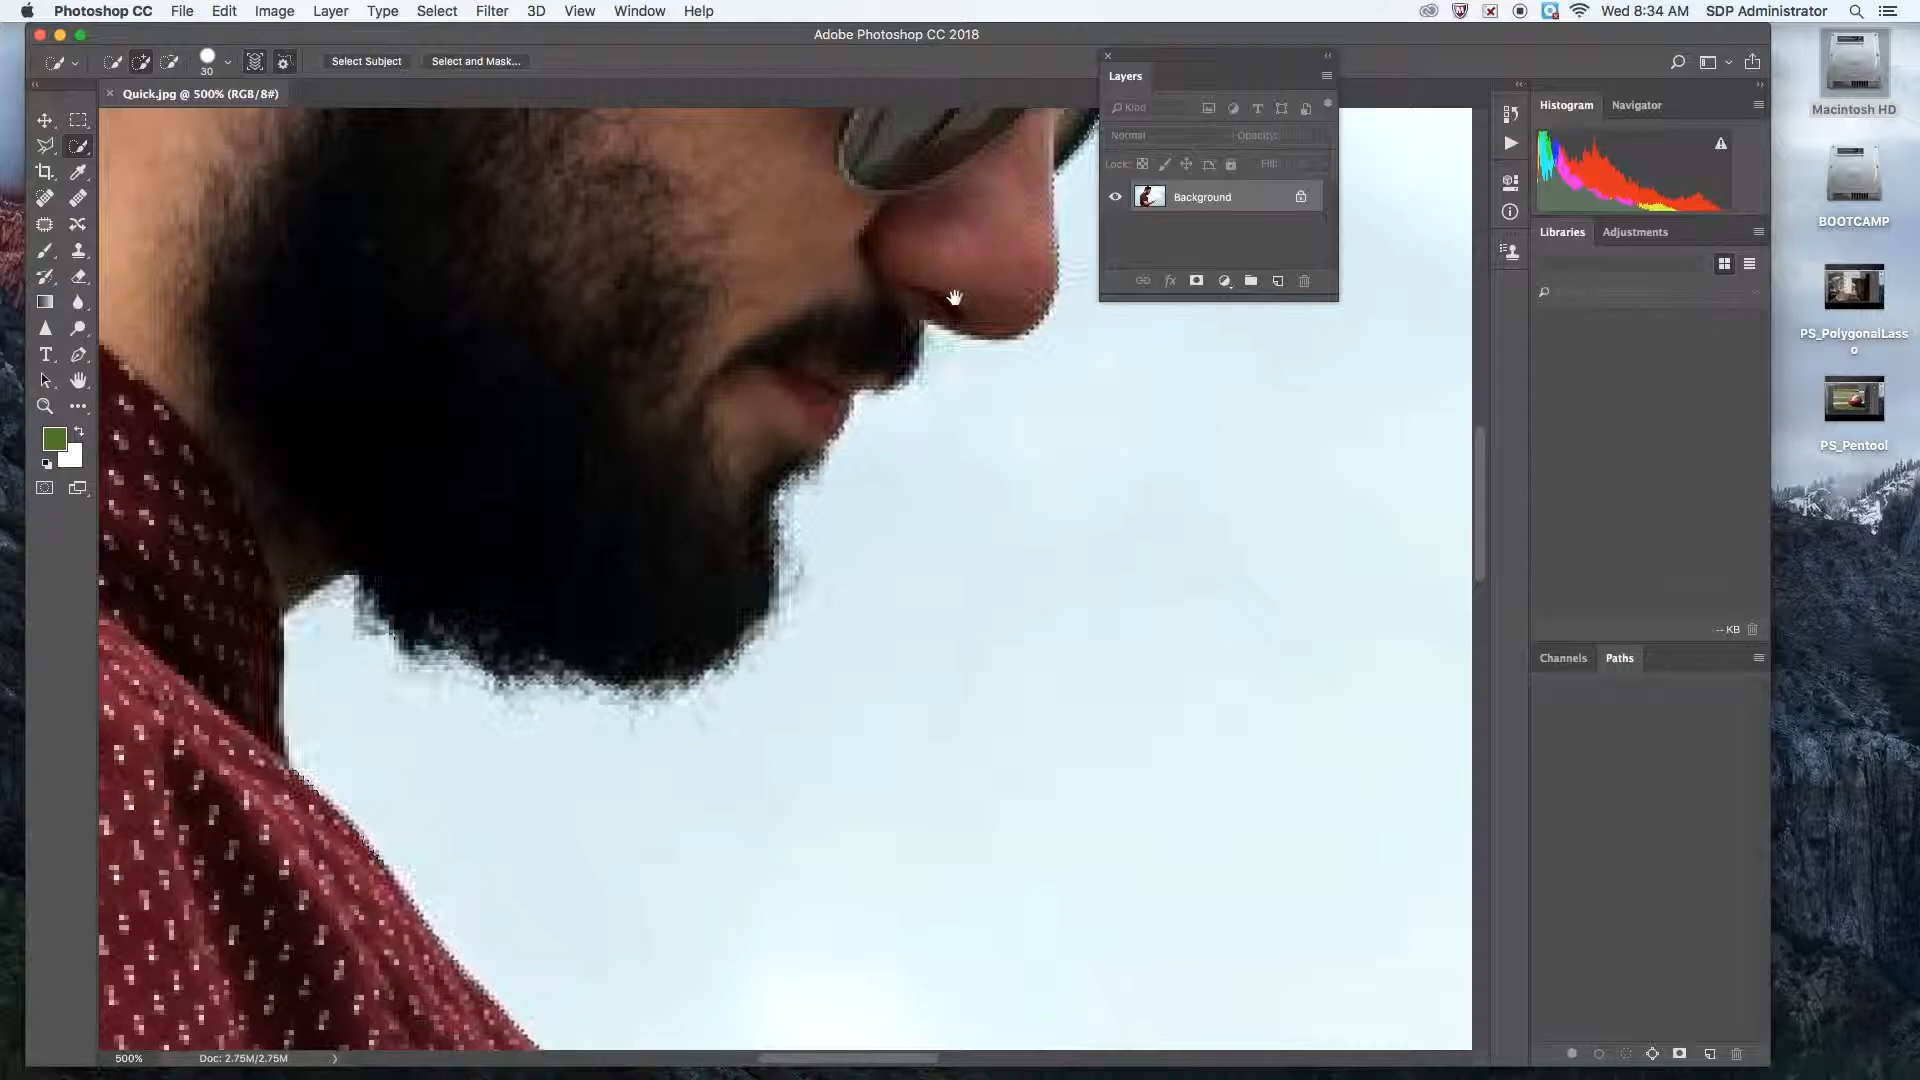 Photoshop CC File Edit Image Layer Type Select Filter 3D View Window Help Wed 8:34 AM SDP Administrator
Adobe Photoshop CC 2018
30 Select Subject Select and Mask...
Quick.jpg @ 500% (RGB/8#)
Layers
Kind
Normal Opacity:
Lock: Fill:
Background
Histogram Navigator
Libraries Adjustments
-- KB
Channels Paths
500% Doc: 2.75M/2.75M
Macintosh HD
BOOTCAMP
PS_PolygonalLass
o
PS_Pentool